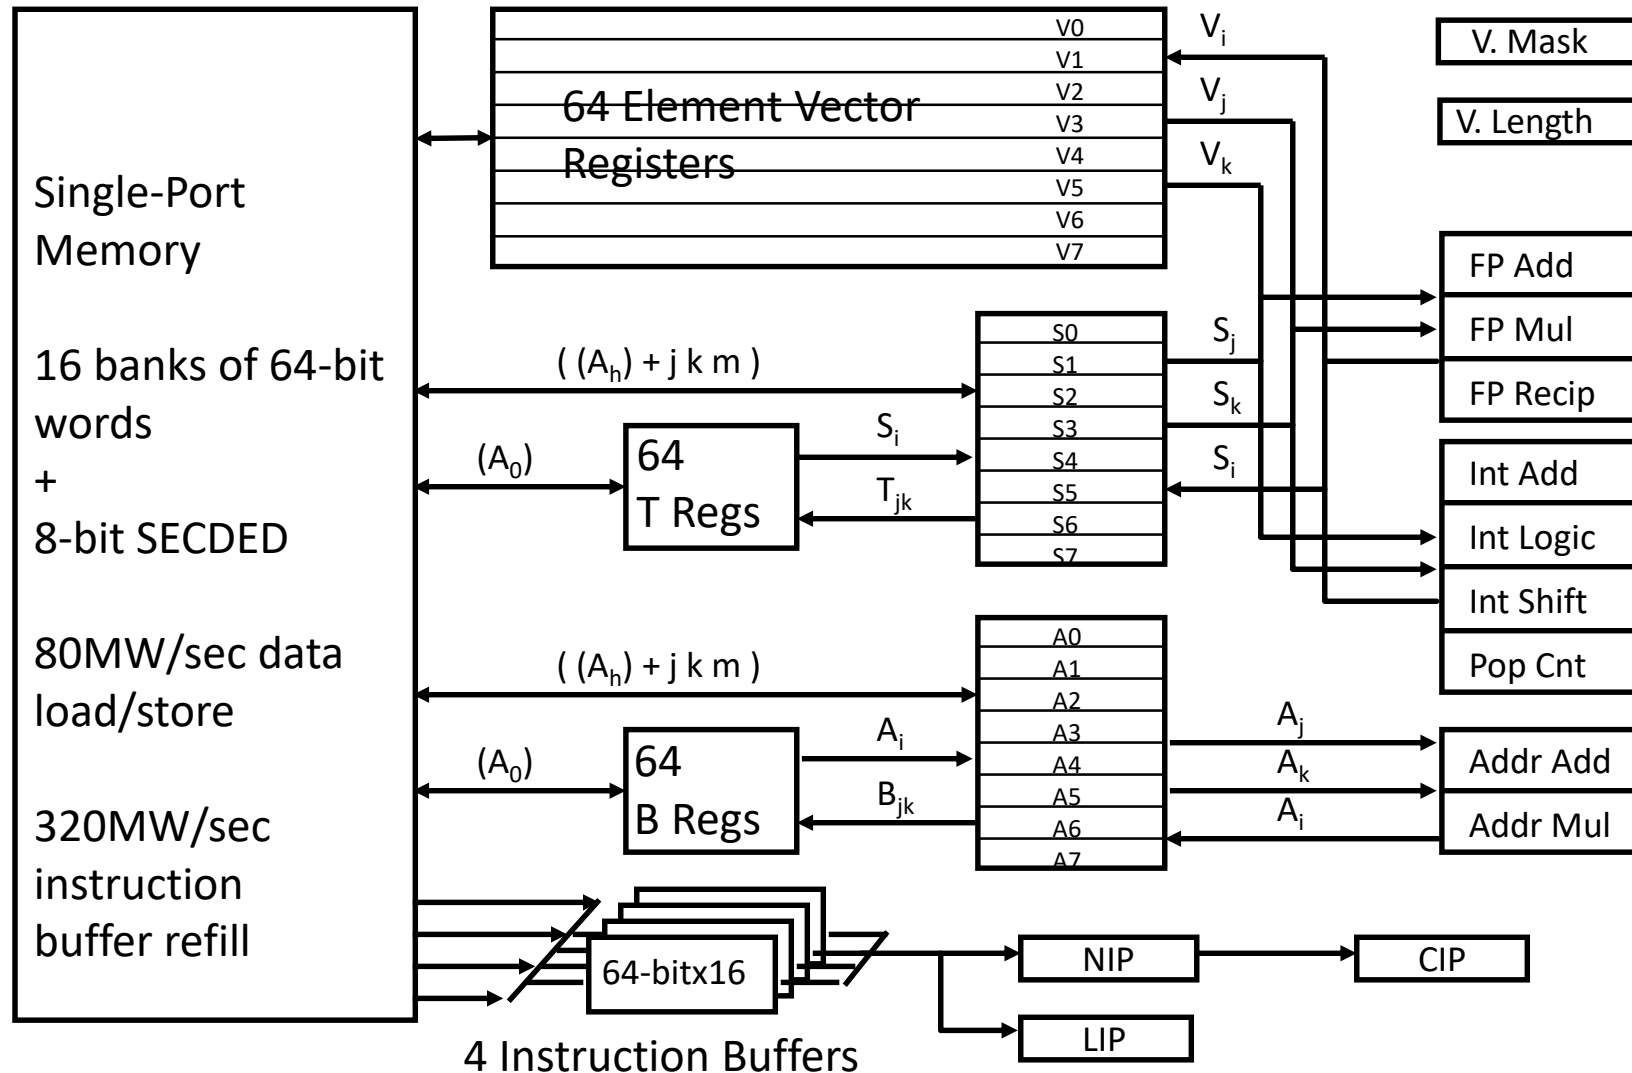 Single-Port
Memory
16 banks of 64-bit
words
+
8-bit SECDED
80MW/sec data
load/store
320MW/sec
instruction
buffer refill
64 Element Vector
Registers
V0
V1
V2
V3
V4
V5
V6
V7
Vi
Vj
Vk
V. Mask
V. Length
FP Add
FP Mul
FP Recip
( (Ah) + j k m )
(A0)
64
T Regs
Si
Tjk
S0
S1
S2
S3
S4
S5
S6
S7
Sj
Sk
Si
Int Add
Int Logic
Int Shift
Pop Cnt
( (Ah) + j k m )
(A0)
64
B Regs
Ai
Bjk
A0
A1
A2
A3
A4
A5
A6
A7
Aj
Ak
Ai
Addr Add
Addr Mul
64-bitx16
4 Instruction Buffers
NIP
CIP
LIP